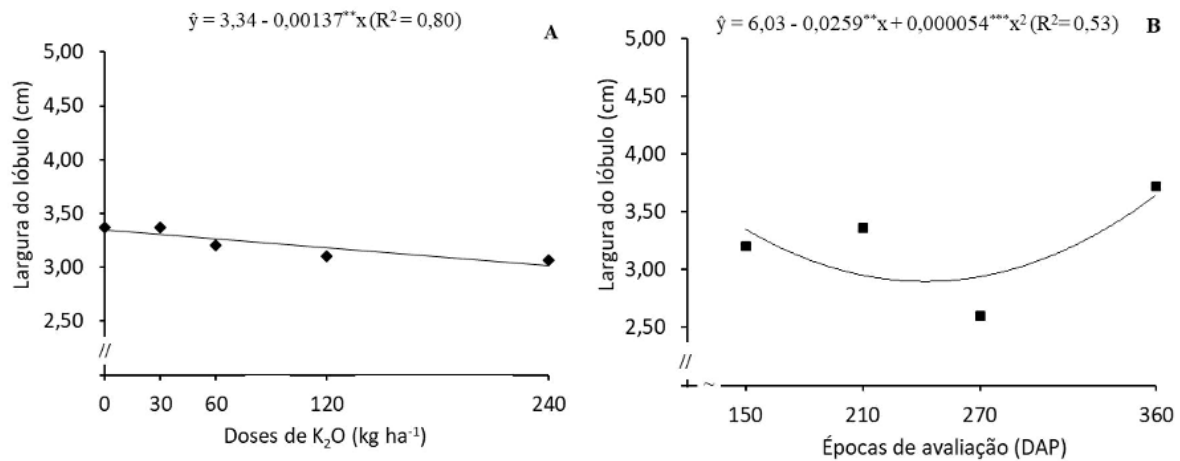 ŷ = 3,34 - 0,00137**x (R² = 0,80)
A
5,00
4,50
4,00
3,50
3,00
2,50
//
0 30 60 120 240
Largura do lóbulo (cm)
Doses de K₂O (kg ha⁻¹)
ŷ = 6,03 - 0,0259**x + 0,000054***x² (R²= 0,53)
B
5,00
4,50
4,00
3,50
3,00
2,50
//
~
150 210 270 360
Largura do lóbulo (cm)
Épocas de avaliação (DAP)